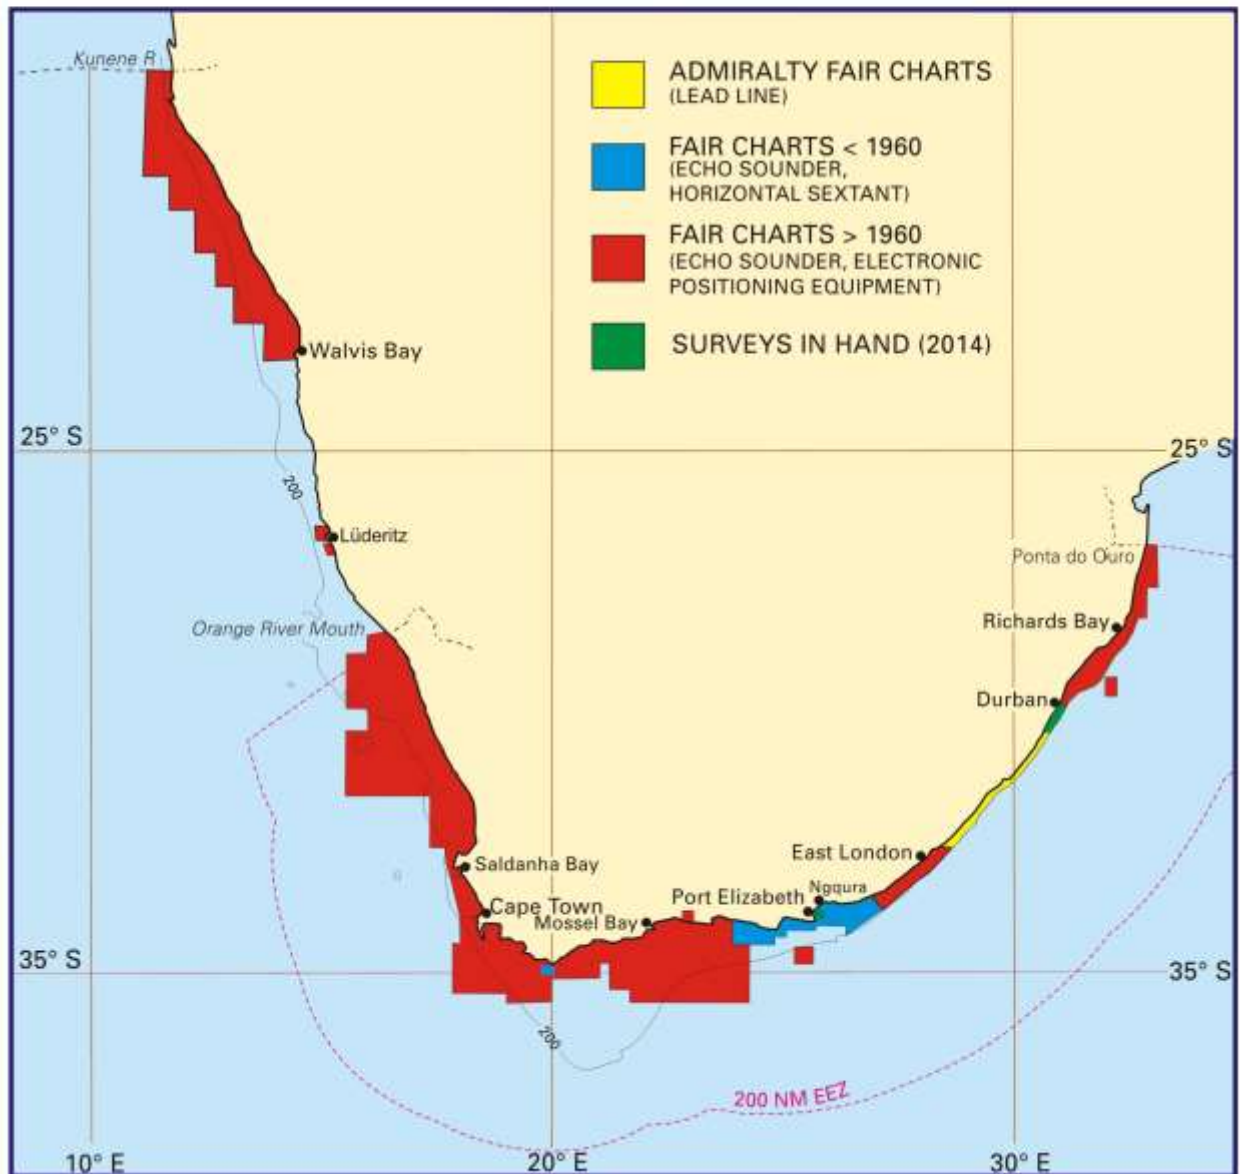 Kunene R
ADMIRALTY FAIR CHARTS
(LEAD LINE)
FAIR CHARTS < 1960
(ECHO SOUNDER,
HORIZONTAL SEXTANT)
FAIR CHARTS > 1960
(ECHO SOUNDER, ELECTRONIC
POSITIONING EQUIPMENT)
SURVEYS IN HAND (2014)
Walvis Bay
25° S
25° S
200
Lüderitz
Ponta do Ouro
Orange River Mouth
Richards Bay
Durban
East London
Saldanha Bay
Ngqura
Port Elizabeth
Cape Town
Mossel Bay
35° S
35° S
200
200 NM EEZ
10° E
20° E
30° E